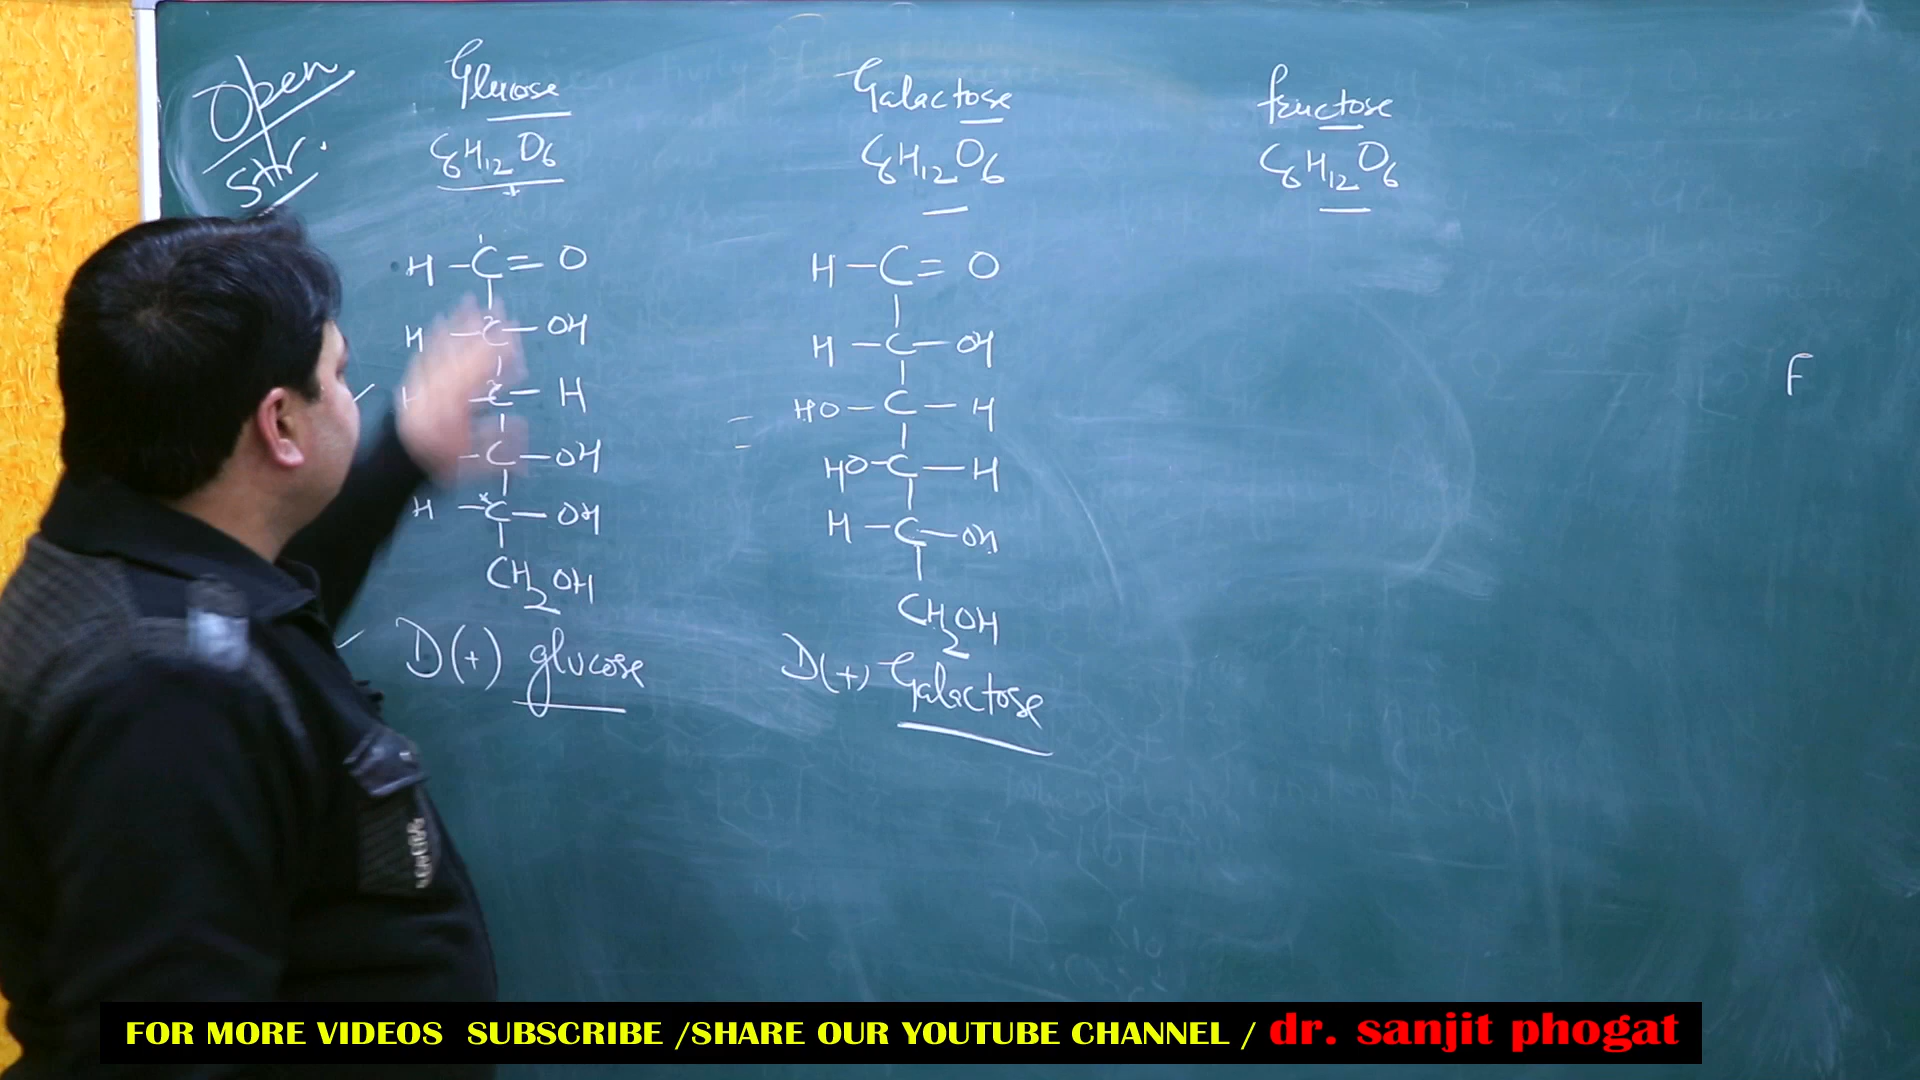 Open
Str.
Glucose
C6H12O6
H - C = O
H - C - OH
C - H
- C - OH
H - C - OH
CH2OH
D(+) glucose
Galactose
C6H12O6
H - C = O
H - C - OH
HO - C - H
HO - C - H
H - C - OH
CH2OH
D(+) Galactose
fructose
C6H12O6
F
FOR MORE VIDEOS SUBSCRIBE /SHARE OUR YOUTUBE CHANNEL / dr. sanjit phogat